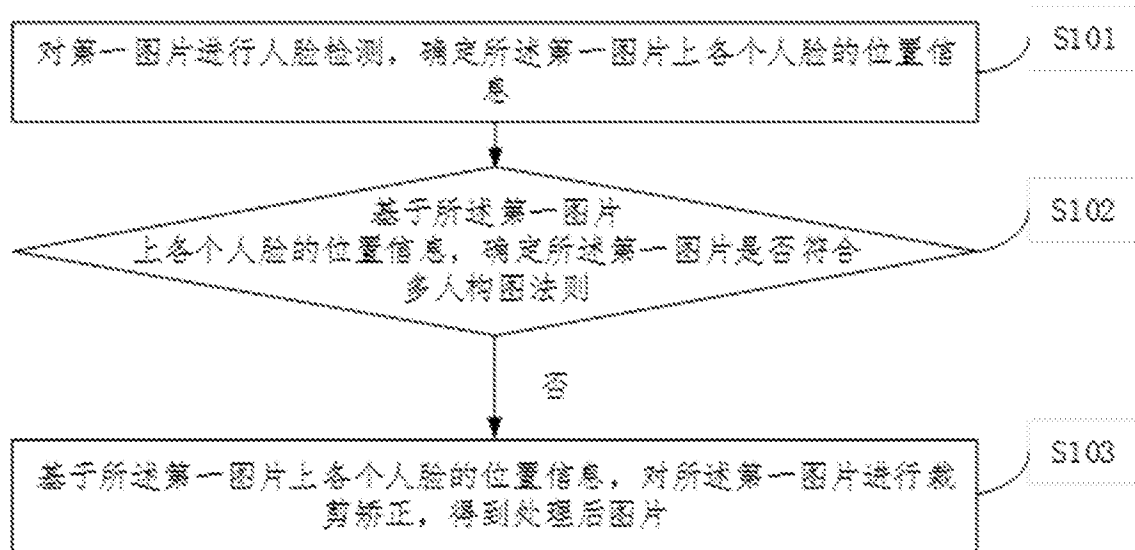 对第一图片进行人脸检测，确定所述第一图片上各个人脸的位置信
息
S101
基于所述第一图片
上各个人脸的位置信息，确定所述第一图片是否符合
多人构图法则
S102
否
基于所述第一图片上各个人脸的位置信息，对所述第一图片进行裁
剪矫正，得到处理后图片
S103